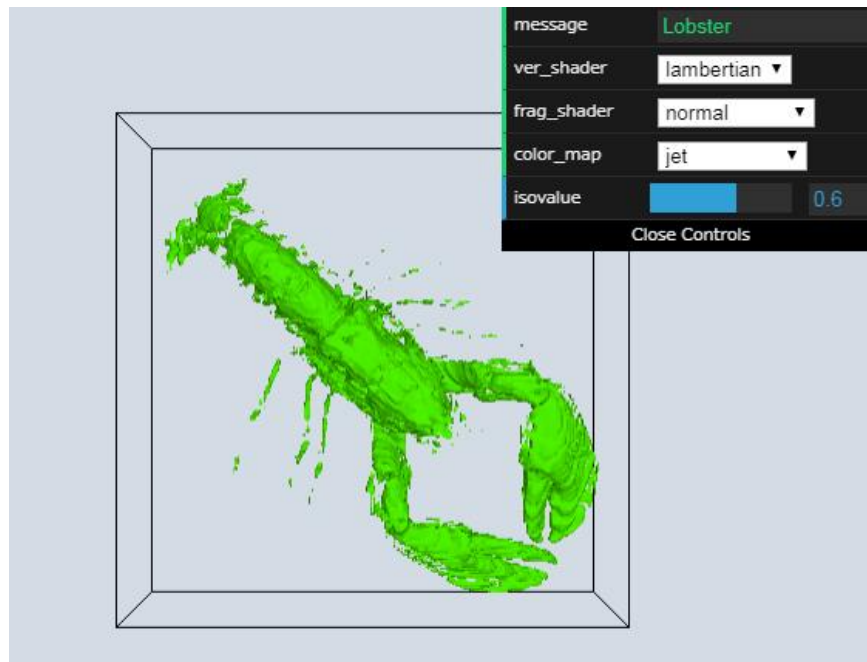 message Lobster
ver_shader lambertian
frag_shader normal
color_map jet
isovalue 0.6
Close Controls